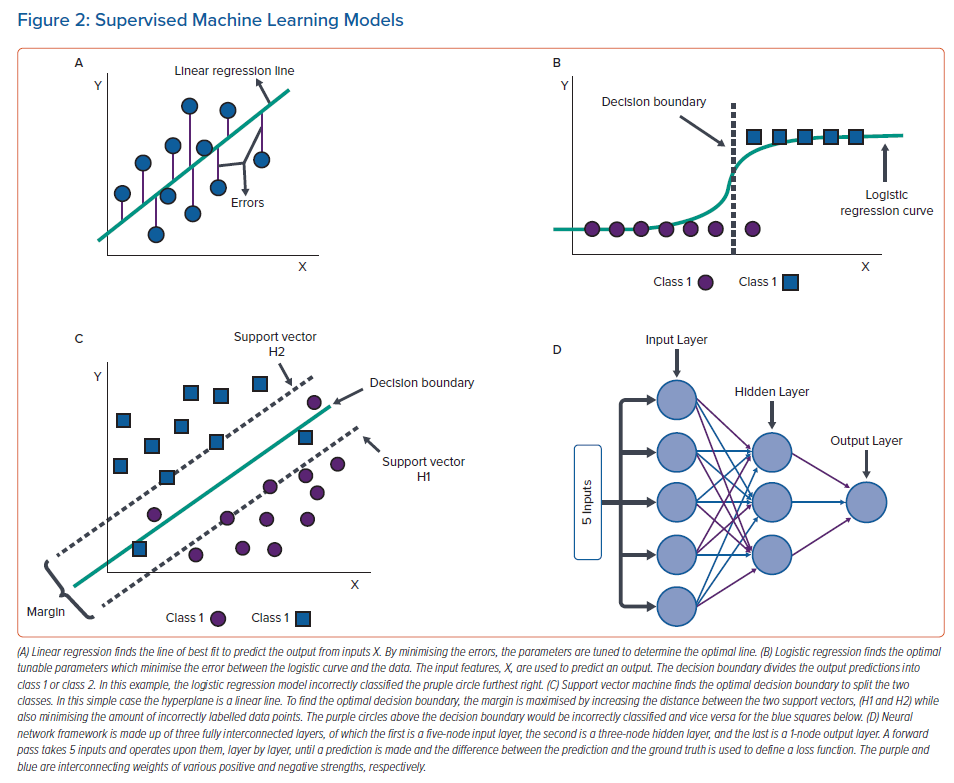 Figure 2: Supervised Machine Learning Models
A
Y
Linear regression line
Errors
X
B
Y
Decision boundary
Logistic
regression curve
X
Class 1
Class 1
C
Y
Support vector
H2
Decision boundary
Support vector
H1
Margin
X
Class 1
Class 1
D
Input Layer
Hidden Layer
Output Layer
5 Inputs
(A) Linear regression finds the line of best fit to predict the output from inputs X. By minimising the errors, the parameters are tuned to determine the optimal line. (B) Logistic regression finds the optimal
tunable parameters which minimise the error between the logistic curve and the data. The input features, X, are used to predict an output. The decision boundary divides the output predictions into
class 1 or class 2. In this example, the logistic regression model incorrectly classified the pruple circle furthest right. (C) Support vector machine finds the optimal decision boundary to split the two
classes. In this simple case the hyperplane is a linear line. To find the optimal decision boundary, the margin is maximised by increasing the distance between the two support vectors, (H1 and H2) while
also minimising the amount of incorrectly labelled data points. The purple circles above the decision boundary would be incorrectly classified and vice versa for the blue squares below. (D) Neural
network framework is made up of three fully interconnected layers, of which the first is a five-node input layer, the second is a three-node hidden layer, and the last is a 1-node output layer. A forward
pass takes 5 inputs and operates upon them, layer by layer, until a prediction is made and the difference between the prediction and the ground truth is used to define a loss function. The purple and
blue are interconnecting weights of various positive and negative strengths, respectively.